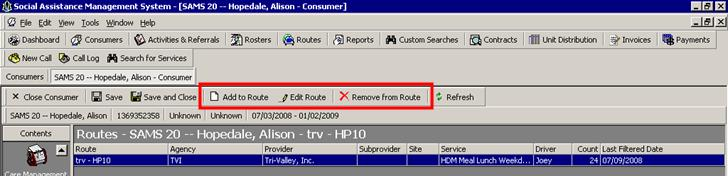 Social Assistance Management System - [SAMS 20 -- Hopedale, Alison - Consumer]
File Edit View Tools Window Help
Dashboard Consumers Activities & Referrals Rosters Routes Reports Custom Searches Contracts Unit Distribution Invoices Payments
New Call Call Log Search for Services
Consumers SAMS 20 -- Hopedale, Alison - Consumer
Close Consumer Save Save and Close Add to Route Edit Route Remove from Route Refresh
SAMS 20 -- Hopedale, Alison 1369352358 Unknown Unknown 07/03/2008 - 01/02/2009
Contents Routes - SAMS 20 -- Hopedale, Alison - trv - HP10
Route Agency Provider Subprovider Site Service Driver Count Last Filtered Date
trv - HP10 TVI Tri-Valley, Inc. HDM Meal Lunch Weekd... Joey 24 07/09/2008
Care Management